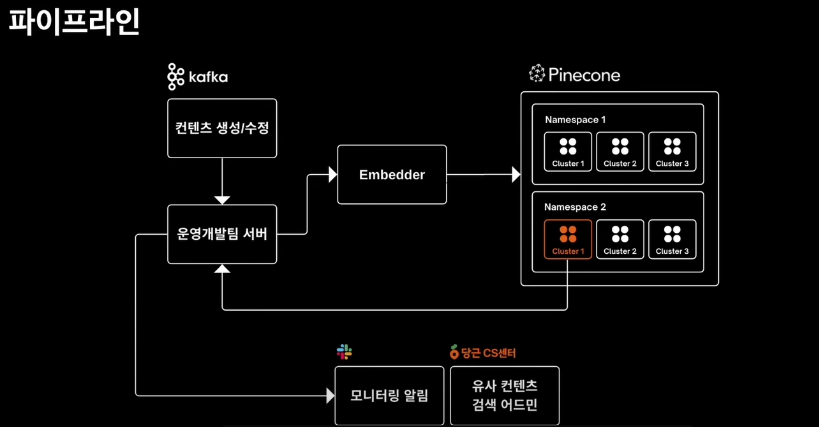 파이프라인
kafka
컨텐츠 생성/수정
운영개발팀 서버
Embedder
Pinecone
Namespace 1
Cluster 1
Cluster 2
Cluster 3
Namespace 2
Cluster 1
Cluster 2
Cluster 3
모니터링 알림
당근 CS센터
유사 컨텐츠
검색 어드민